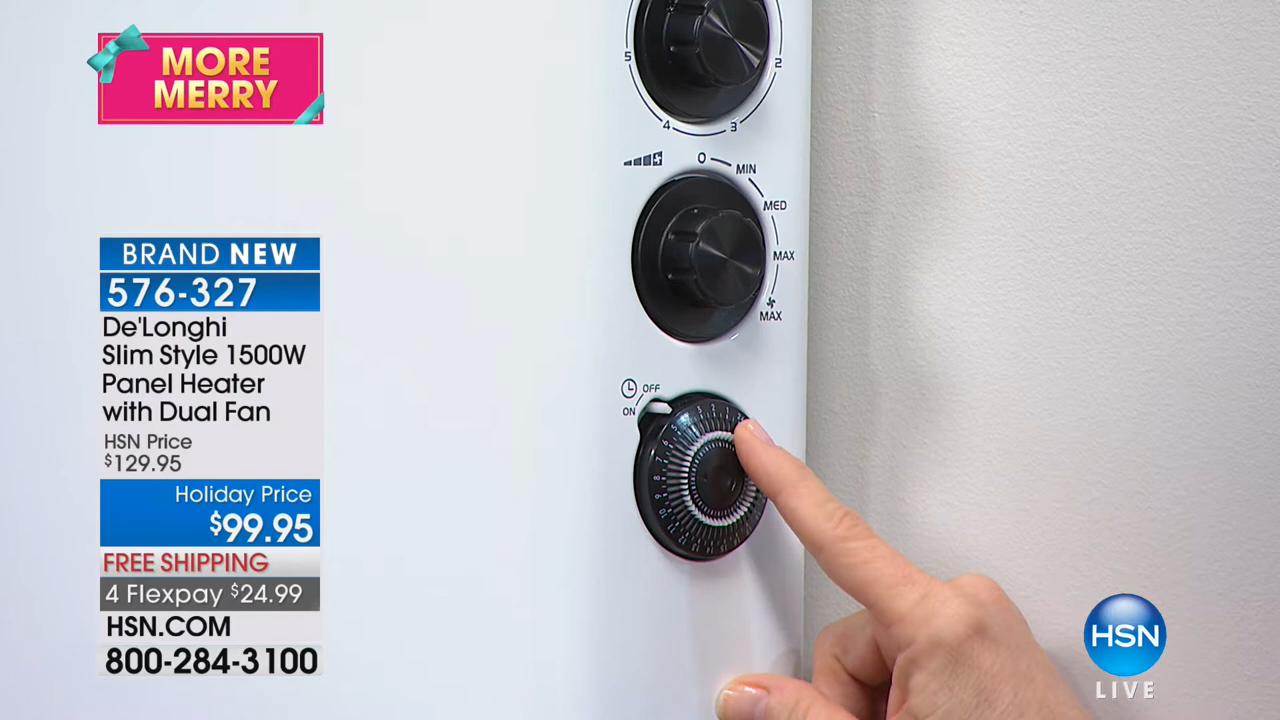 MORE
MERRY
BRAND NEW
576-327
De'Longhi
Slim Style 1500W
Panel Heater
with Dual Fan
HSN Price
$129.95
Holiday Price
$99.95
FREE SHIPPING
4 Flexpay $24.99
HSN.COM
800-284-3100
5
2
4
3
0
MIN
MED
MAX
MAX
OFF
ON
HSN
LIVE